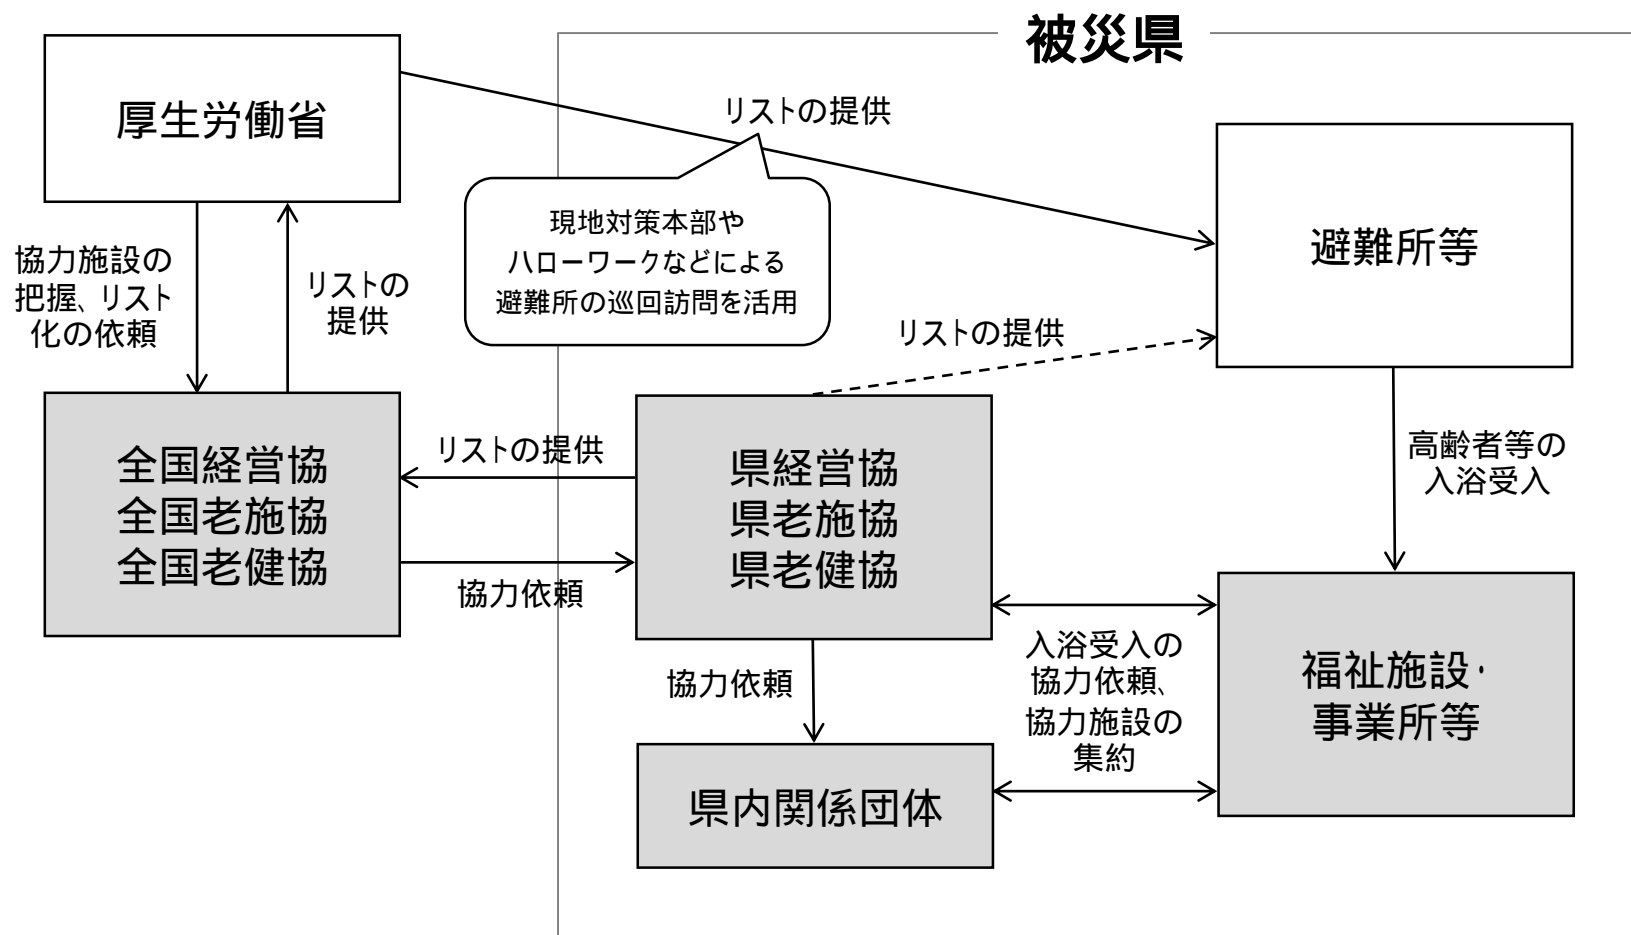 被災県
厚生労働省
リストの提供
現地対策本部や
ハローワークなどによる
避難所の巡回訪問を活用
避難所等
協力施設の
把握、リスト
化の依頼
リストの
提供
リストの提供
全国経営協
全国老施協
全国老健協
リストの提供
協力依頼
県経営協
県老施協
県老健協
高齢者等の
入浴受入
協力依頼
入浴受入の
協力依頼、
協力施設の
集約
福祉施設・
事業所等
県内関係団体